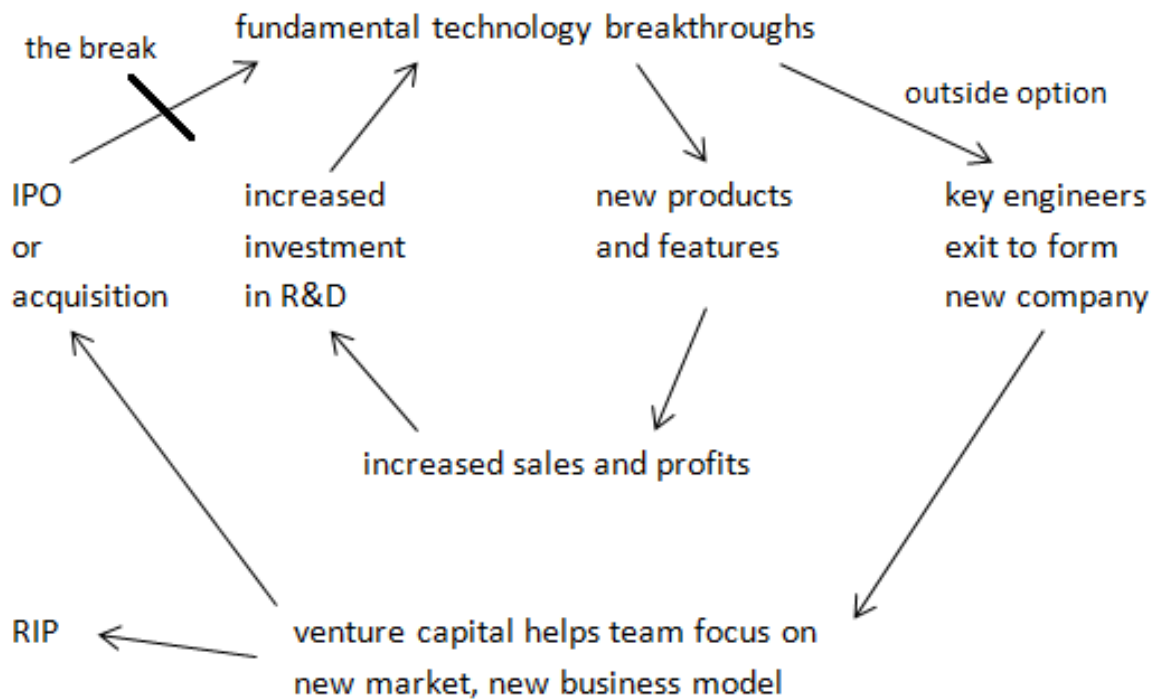 fundamental technology breakthroughs
the break
outside option
IPO
or
acquisition
increased
investment
in R&D
new products
and features
key engineers
exit to form
new company
increased sales and profits
RIP
venture capital helps team focus on
new market, new business model